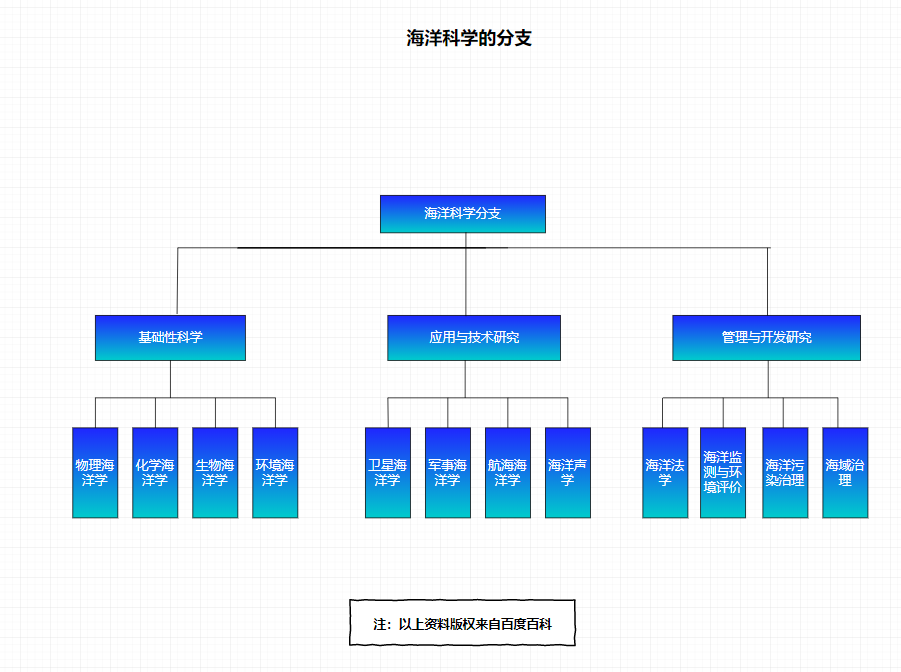 海洋科学的分支
海洋科学分支
基础性科学
应用与技术研究
管理与开发研究
物理海
洋学
化学海
洋学
生物海
洋学
环境海
洋学
卫星海
洋学
军事海
洋学
航海海
洋学
海洋声
学
海洋法
学
海洋监
测与环
境评价
海洋污
染治理
海域治
理
注：以上资料版权来自百度百科